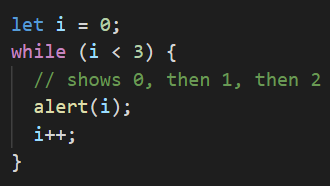 let i = 0;
while (i < 3) {
  // shows 0, then 1, then 2
  alert(i);
  i++;
}